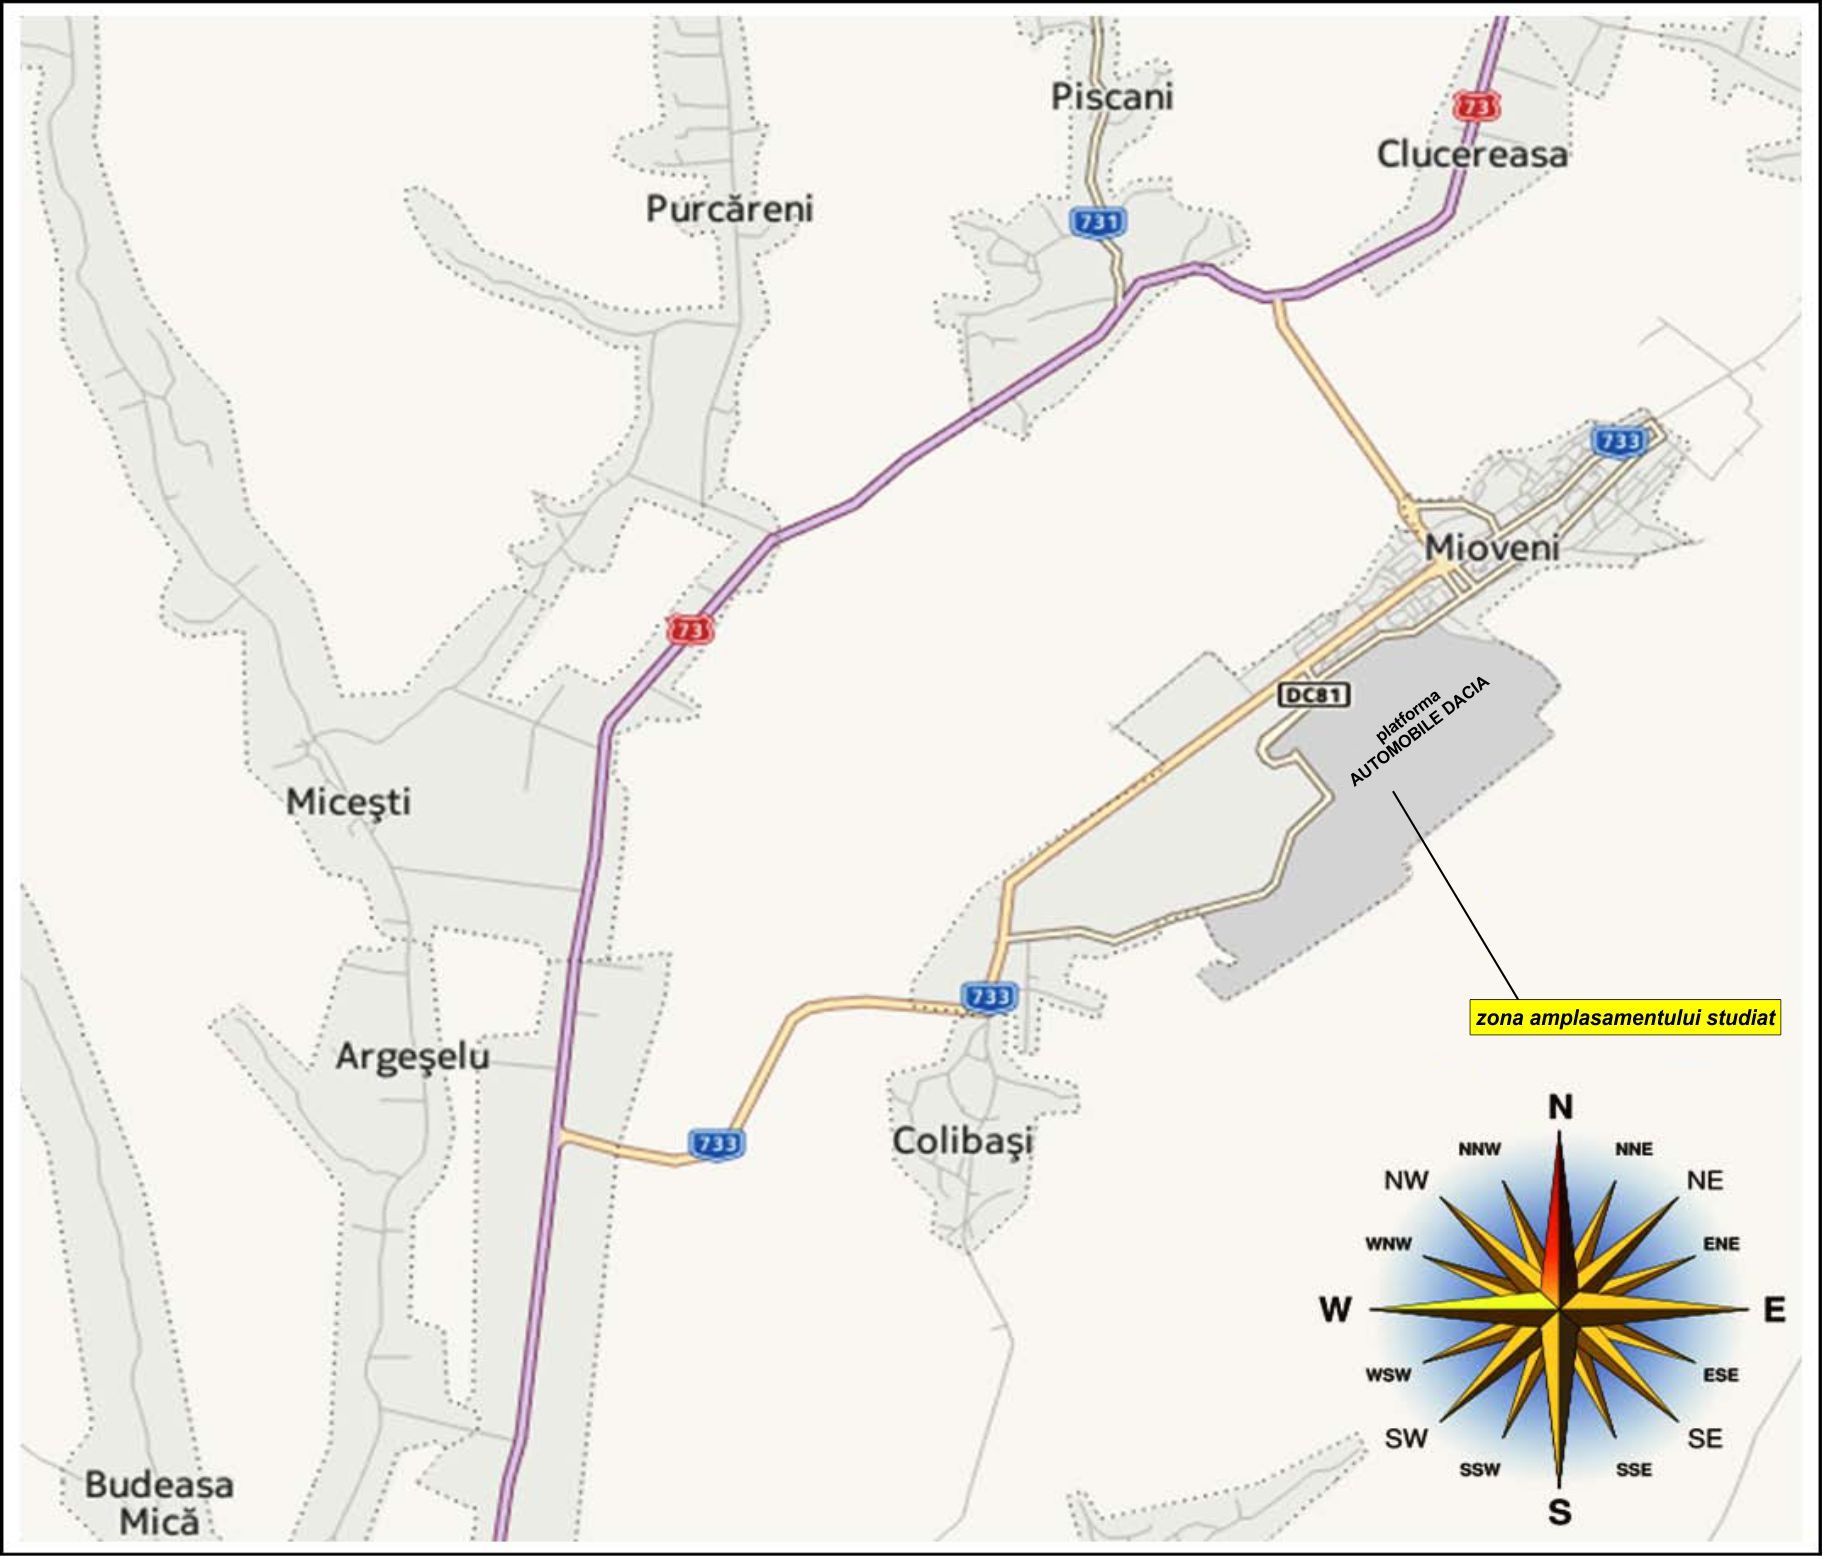 Piscani
73
Clucereasa
Purcăreni
731
733
Mioveni
73
DC81
platforma
AUTOMOBILE DACIA
Miceşti
733
zona amplasamentului studiat
Argeşelu
733
Colibaşi
N
NNW
NNE
NW
NE
WNW
ENE
W
E
WSW
ESE
SW
SE
SSW
SSE
S
Budeasa
Mică